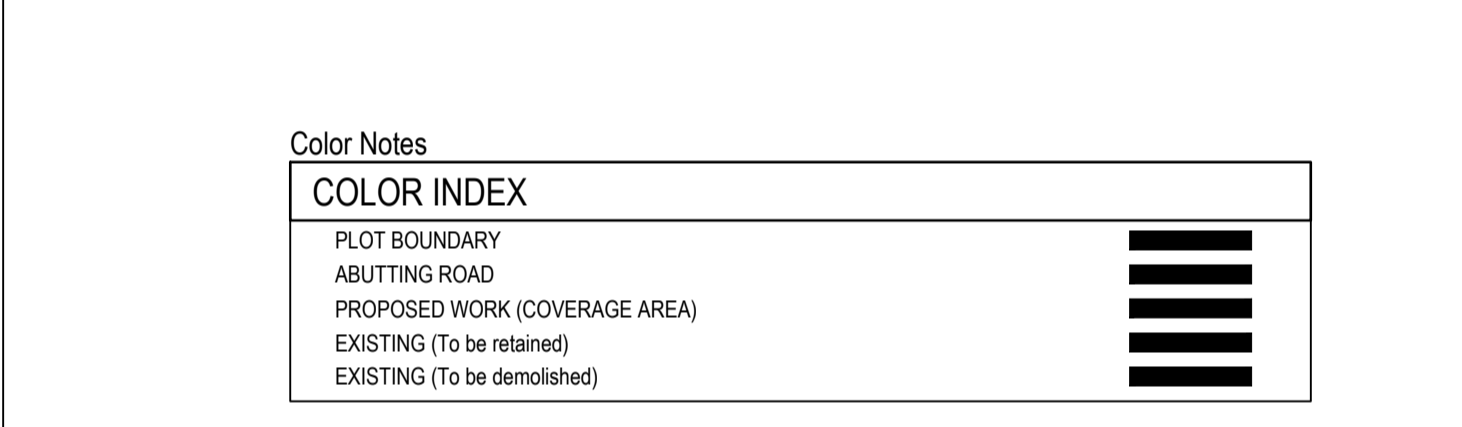 Color Notes
COLOR INDEX
PLOT BOUNDARY
ABUTTING ROAD
PROPOSED WORK (COVERAGE AREA)
EXISTING (To be retained)
EXISTING (To be demolished)